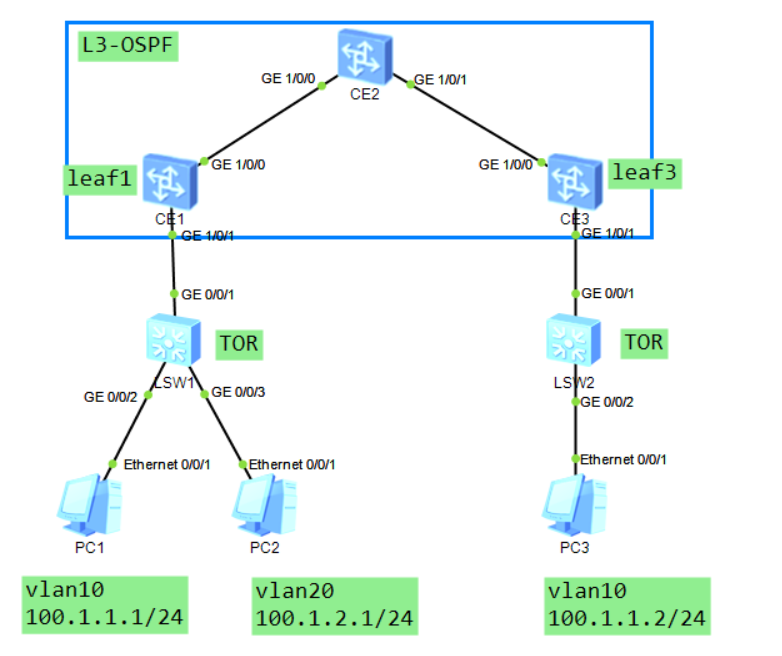 L3-OSPF
GE 1/0/0
GE 1/0/1
CE2
GE 1/0/0
GE 1/0/0
leaf1
leaf3
CE1
CE3
GE 1/0/1
GE 1/0/1
GE 0/0/1
GE 0/0/1
TOR
TOR
LSW1
LSW2
GE 0/0/2
GE 0/0/3
GE 0/0/2
Ethernet 0/0/1
Ethernet 0/0/1
Ethernet 0/0/1
PC1
PC2
PC3
vlan10
100.1.1.1/24
vlan20
100.1.2.1/24
vlan10
100.1.1.2/24